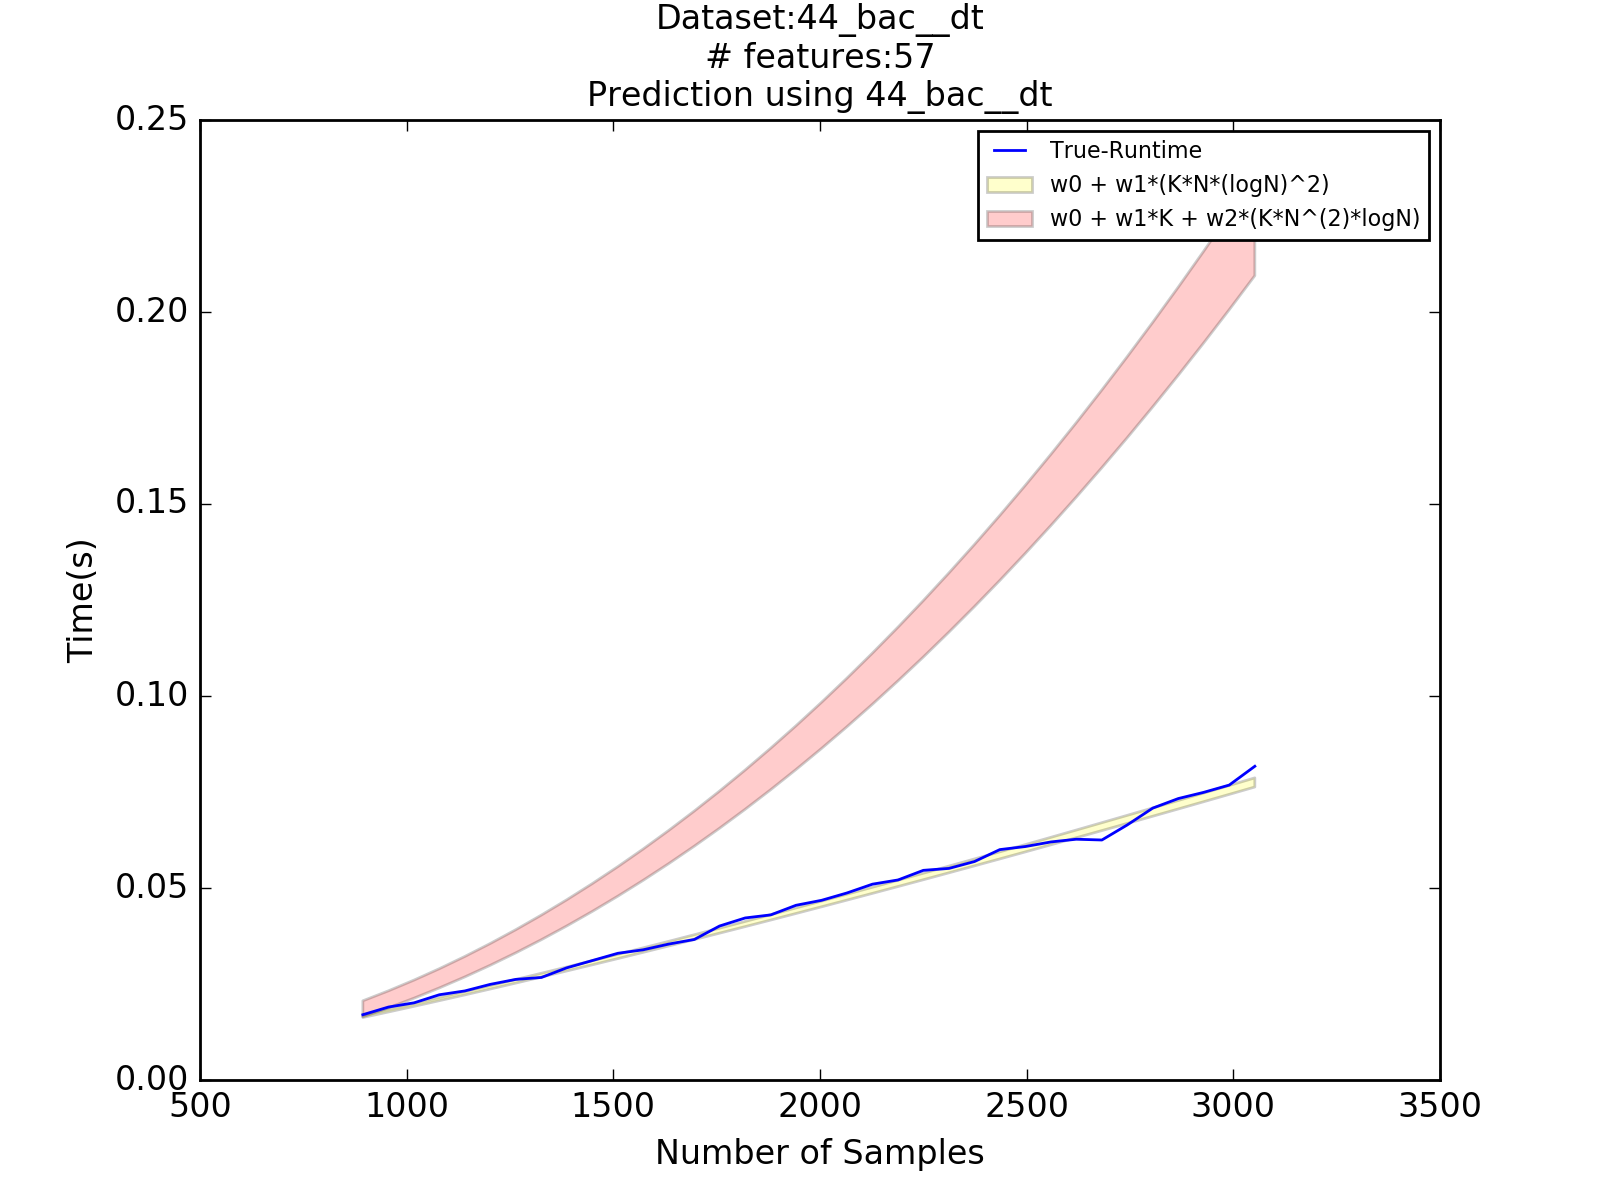 Dataset:44_bac__dt
# features:57
Prediction using 44_bac__dt
0.25
0.20
0.15
0.10
0.05
0.00
Time(s)
True-Runtime
w0 + w1*(K*N*(logN)^2)
w0 + w1*K + w2*(K*N^(2)*logN)
500 1000 1500 2000 2500 3000 3500
Number of Samples